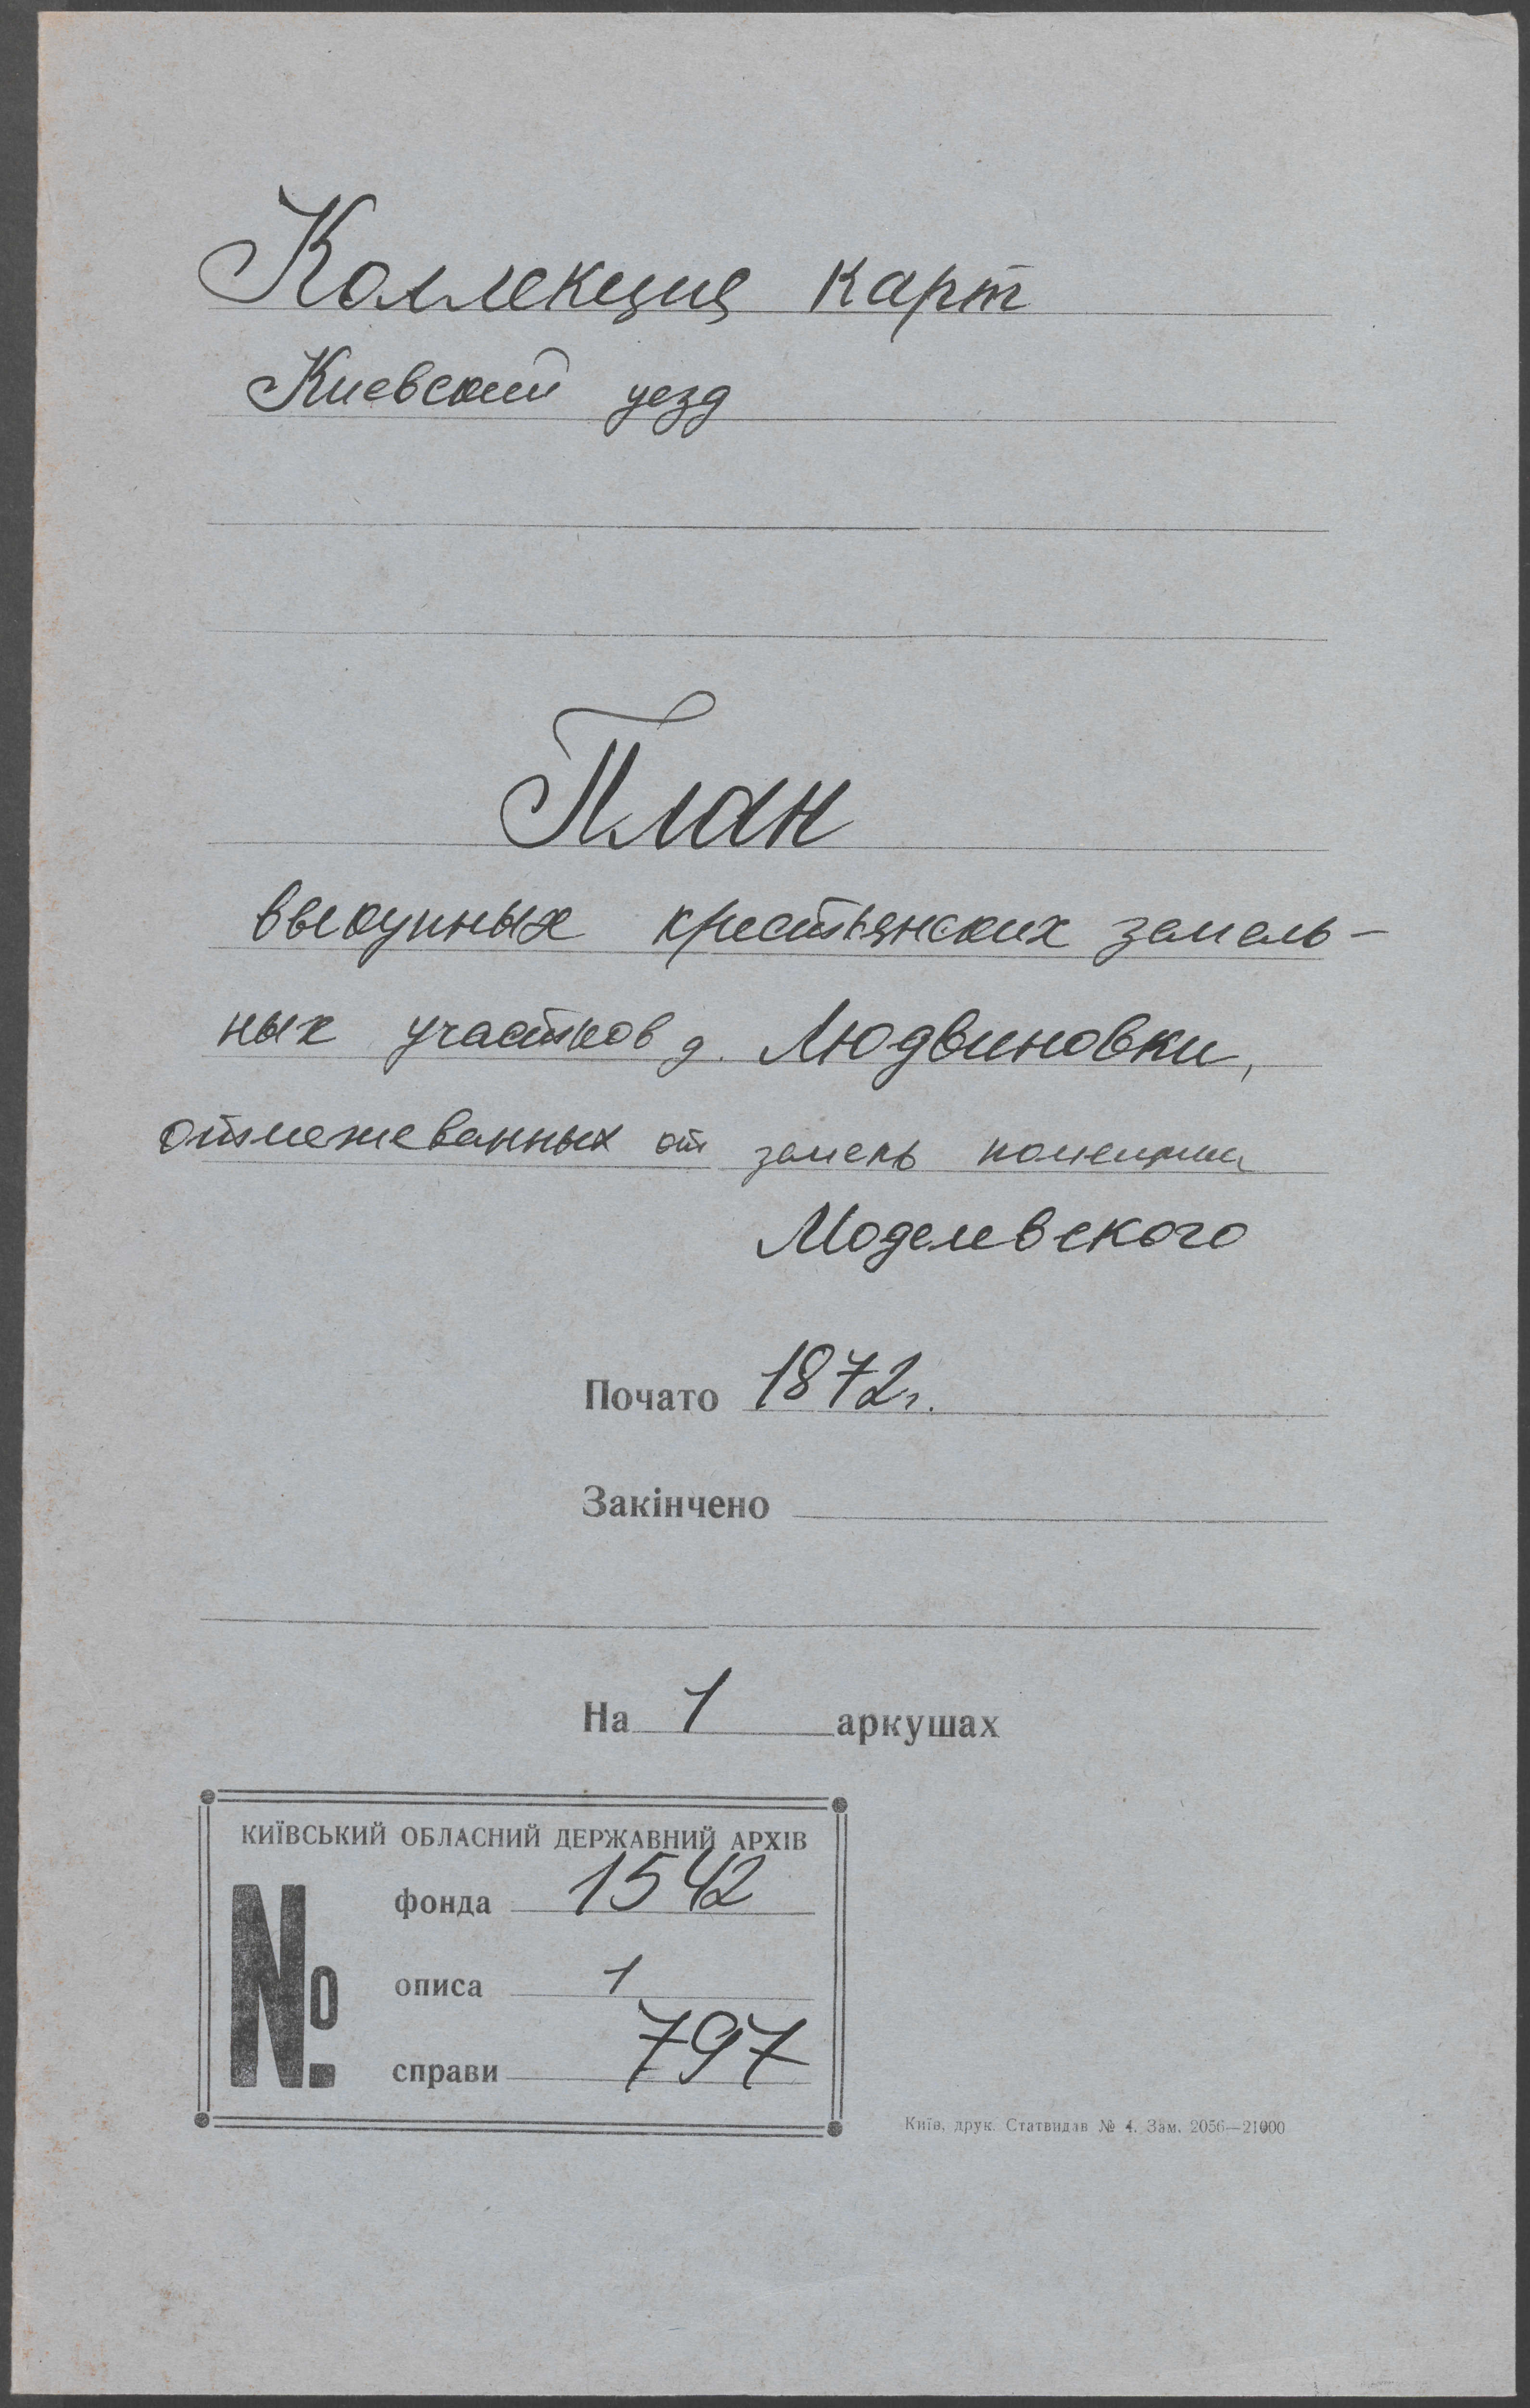 Коллекция карт
Киевский уезд
План
выкупных крестьянских земель-
ных участков д. Людвиновки,
отмежеванных от земель помещика
Моделевского
Почато 1872г.
Закінчено
На 1 аркушах
КИЇВСЬКИЙ ОБЛАСНИЙ ДЕРЖАВНИЙ АРХІВ
№
фонда 1542
описа 1
справи 797
Київ, друк. Статвидав № 4. Зам. 2056—21000